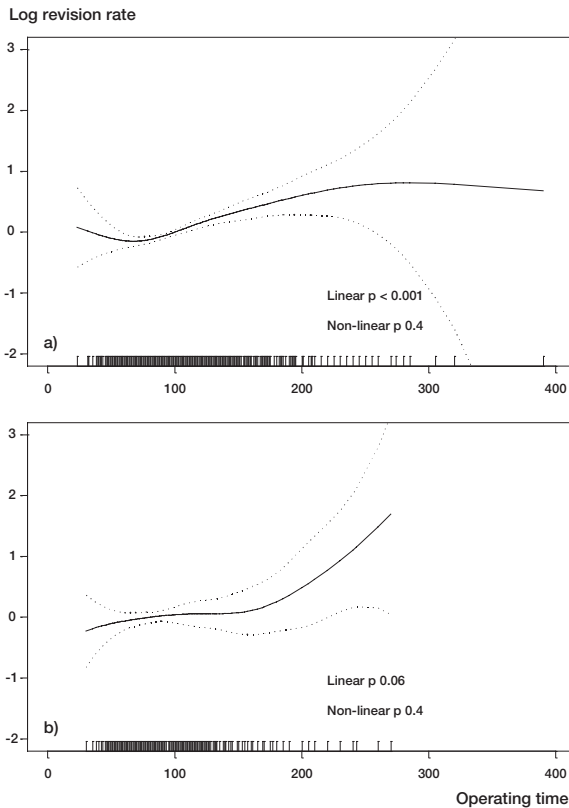 Log revision rate
3
2
1
0
-1
-2
Linear p < 0.001
Non-linear p 0.4
a)
0 100 200 300 400
3
2
1
0
-1
-2
Linear p 0.06
Non-linear p 0.4
b)
0 100 200 300 400
Operating time